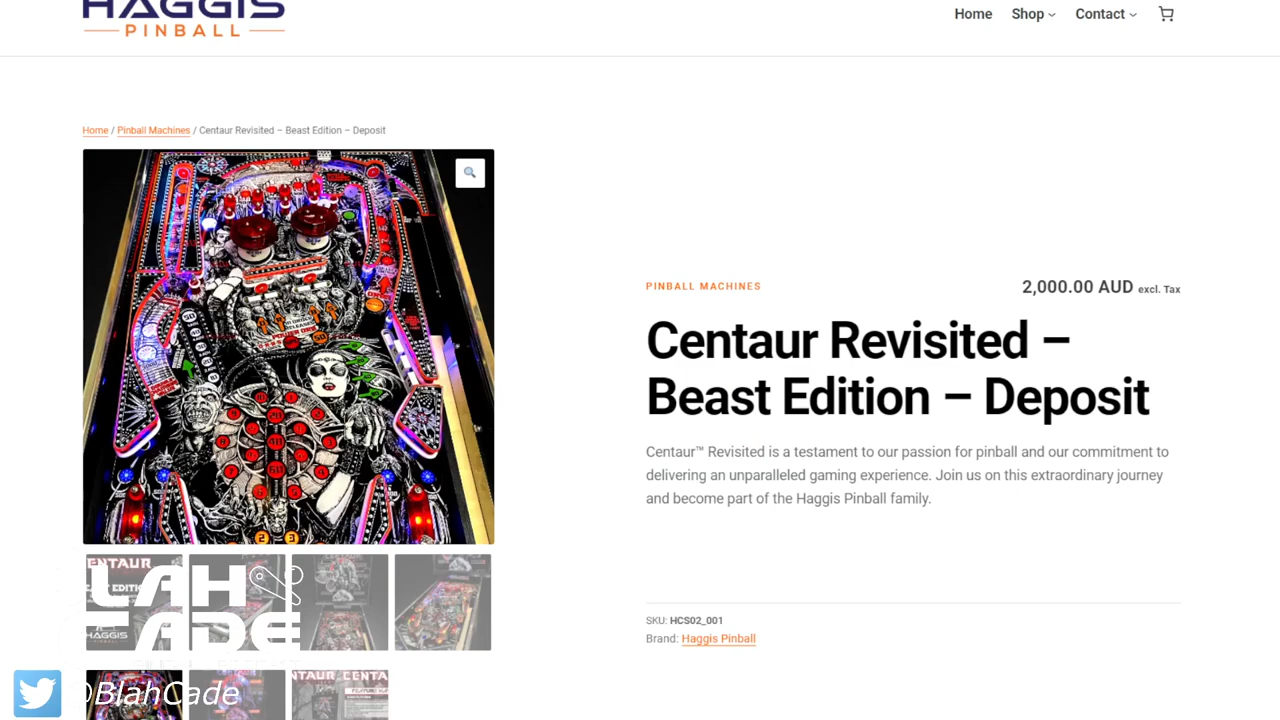 HAGGIS
PINBALL
Home
Shop
Contact
Home / Pinball Machines / Centaur Revisited – Beast Edition – Deposit
PINBALL MACHINES
2,000.00 AUD excl. Tax
Centaur Revisited –
Beast Edition – Deposit
Centaur™ Revisited is a testament to our passion for pinball and our commitment to
delivering an unparalleled gaming experience. Join us on this extraordinary journey
and become part of the Haggis Pinball family.
SKU: HCS02_001
Brand: Haggis Pinball
@BlahCade